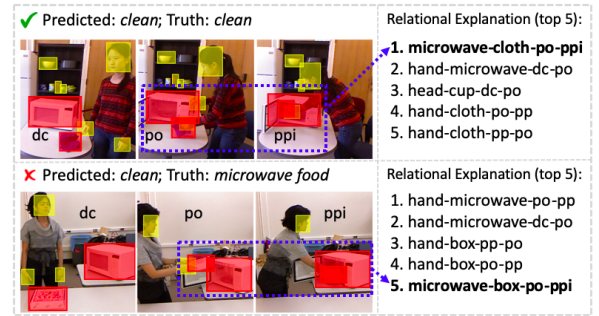 ✓ Predicted: clean; Truth: clean
Relational Explanation (top 5):
1. microwave-cloth-po-ppi
2. hand-microwave-dc-po
3. head-cup-dc-po
4. hand-cloth-po-pp
5. hand-cloth-pp-po
dc po ppi
✘ Predicted: clean; Truth: microwave food
Relational Explanation (top 5):
dc po ppi
1. hand-microwave-po-pp
2. hand-microwave-dc-po
3. hand-box-pp-po
4. hand-box-po-pp
5. microwave-box-po-ppi